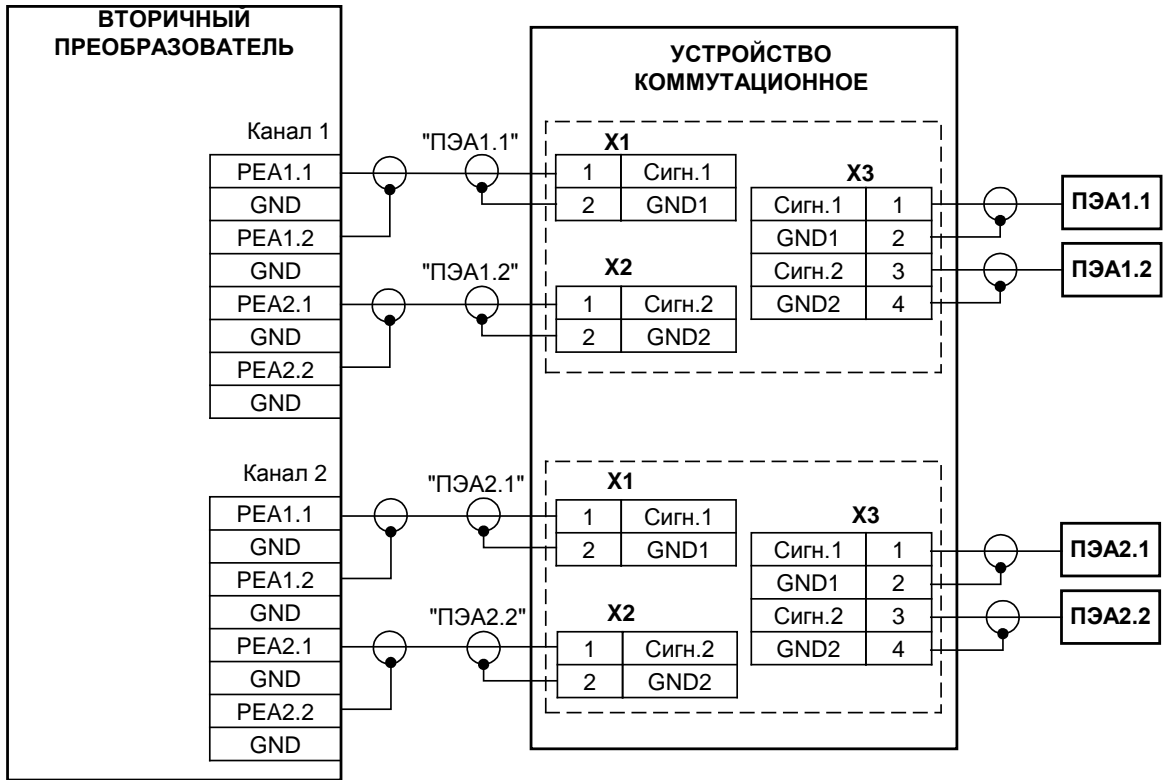 ВТОРИЧНЫЙ
ПРЕОБРАЗОВАТЕЛЬ
УСТРОЙСТВО
КОММУТАЦИОННОЕ
Канал 1
PEA1.1
GND
PEA1.2
GND
PEA2.1
GND
PEA2.2
GND
"ПЭА1.1"
"ПЭА1.2"
X1
1 Сигн.1
2 GND1
X2
1 Сигн.2
2 GND2
X3
Сигн.1 1
GND1 2
Сигн.2 3
GND2 4
ПЭА1.1
ПЭА1.2
Канал 2
PEA1.1
GND
PEA1.2
GND
PEA2.1
GND
PEA2.2
GND
"ПЭА2.1"
"ПЭА2.2"
X1
1 Сигн.1
2 GND1
X2
1 Сигн.2
2 GND2
X3
Сигн.1 1
GND1 2
Сигн.2 3
GND2 4
ПЭА2.1
ПЭА2.2